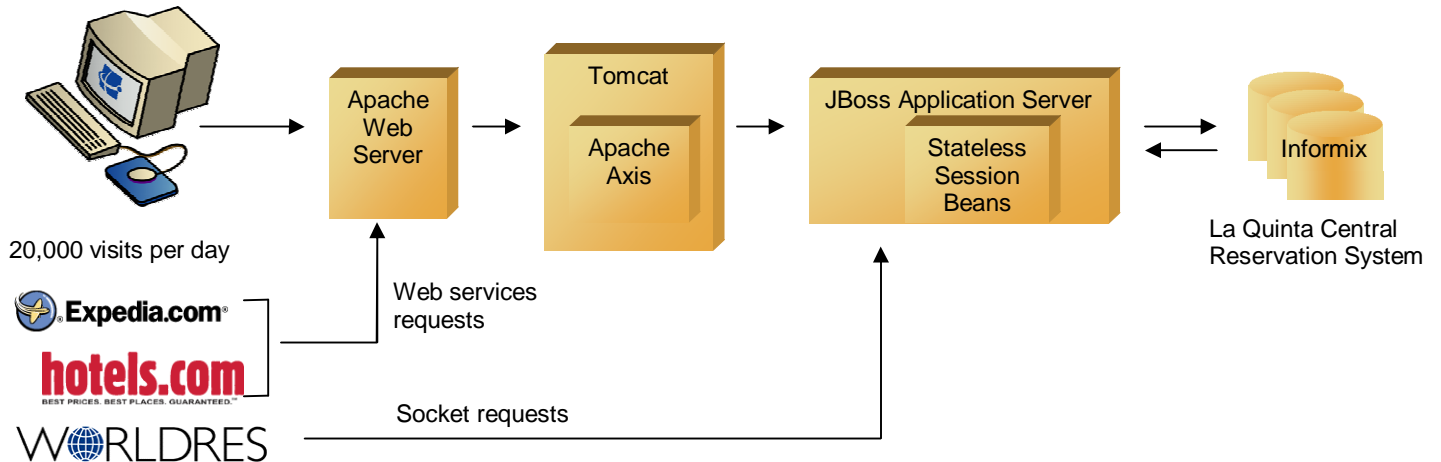 Apache
Web
Server
Tomcat
Apache
Axis
JBoss Application Server
Stateless
Session
Beans
Informix
La Quinta Central
Reservation System
20,000 visits per day
Expedia.com®
hotels.com
BEST PRICES. BEST PLACES. GUARANTEED.™
WORLDRES
Web services
requests
Socket requests